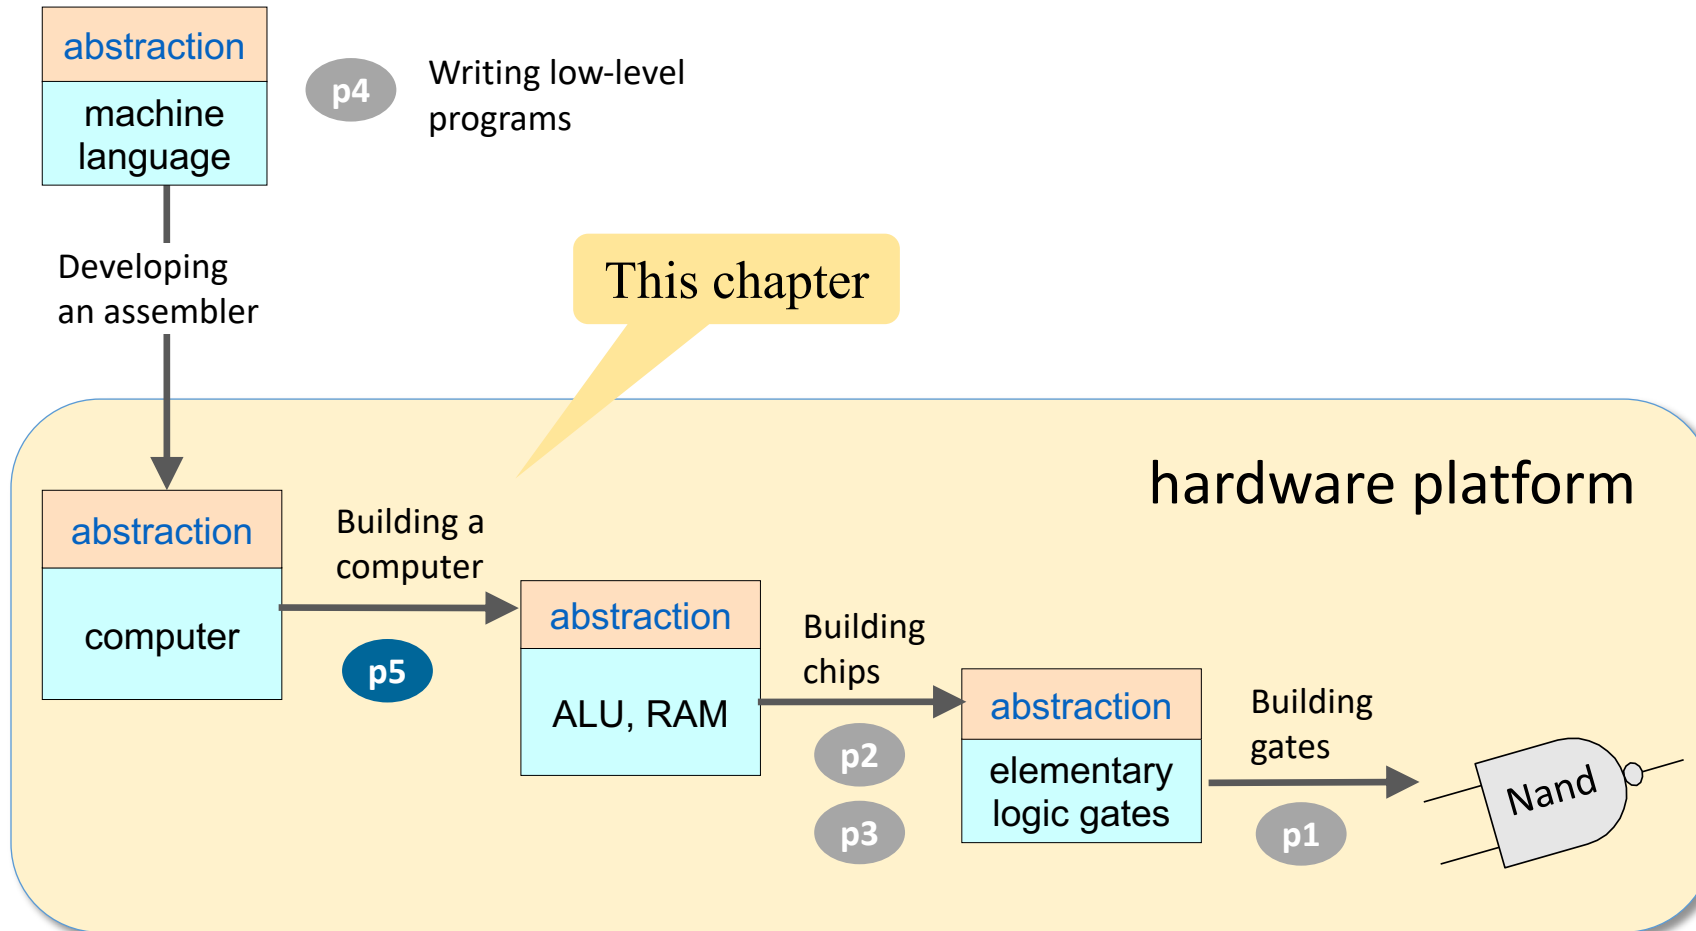 abstraction
machine
language
p4
Writing low-level
programs
Developing
an assembler
This chapter
hardware platform
abstraction
computer
Building a
computer
p5
abstraction
ALU, RAM
Building
chips
p2
p3
abstraction
elementary
logic gates
Building
gates
p1
Nand